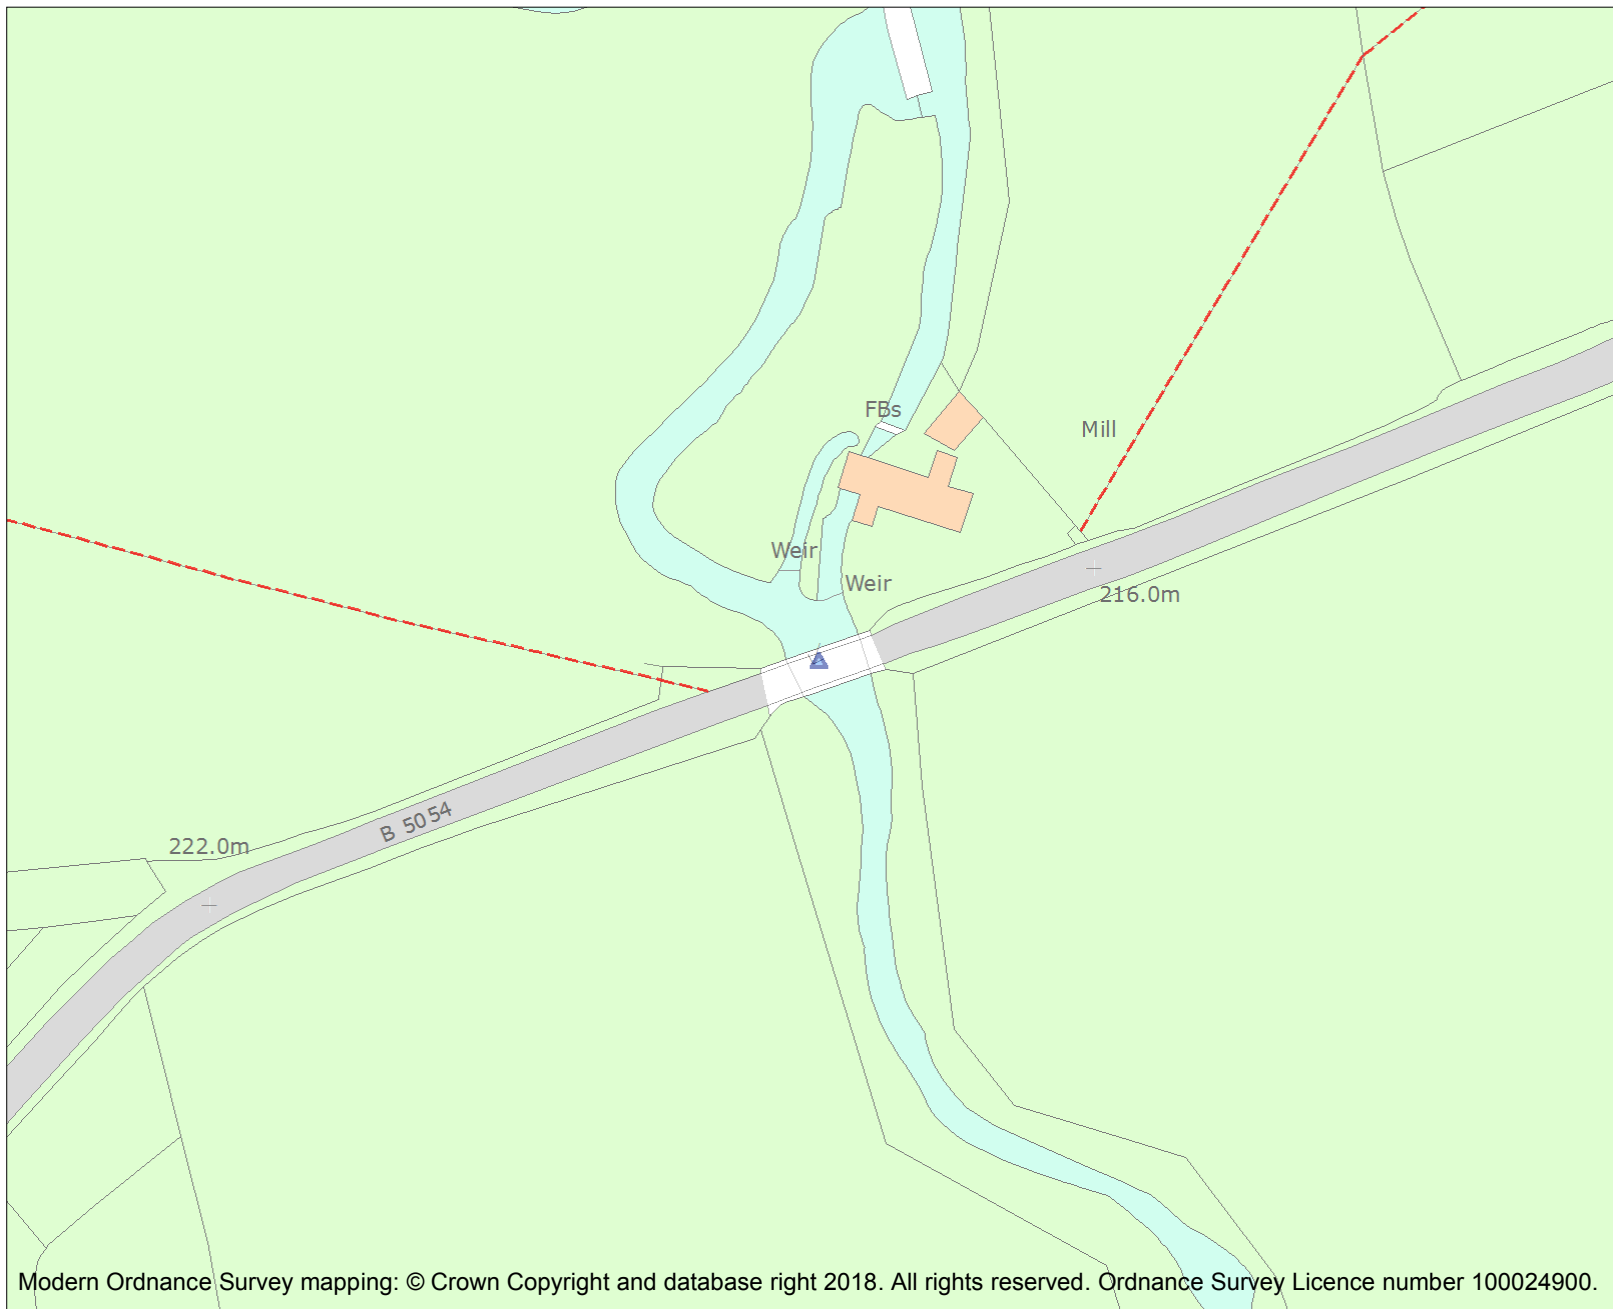 FBs
Mill
Weir
Weir
216.0m
B 5054
222.0m
Modern Ordnance Survey mapping: © Crown Copyright and database right 2018. All rights reserved. Ordnance Survey Licence number 100024900.